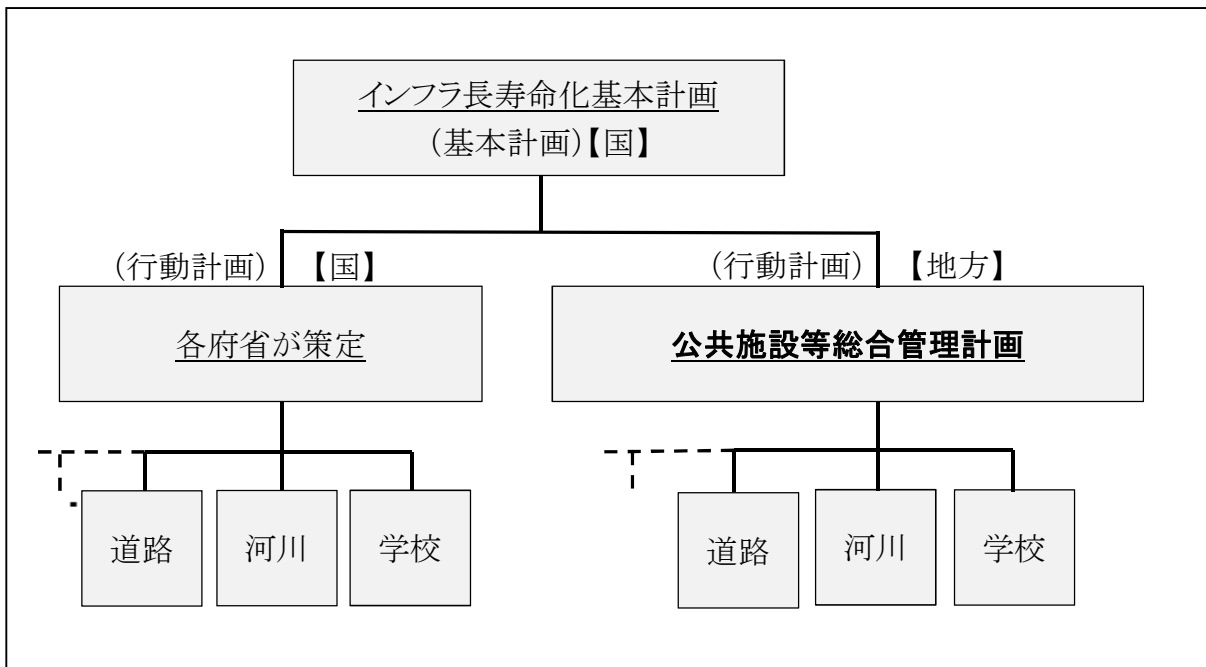 インフラ長寿命化基本計画
(基本計画)【国】
(行動計画) 【国】
(行動計画) 【地方】
各府省が策定
公共施設等総合管理計画
道路
河川
学校
道路
河川
学校